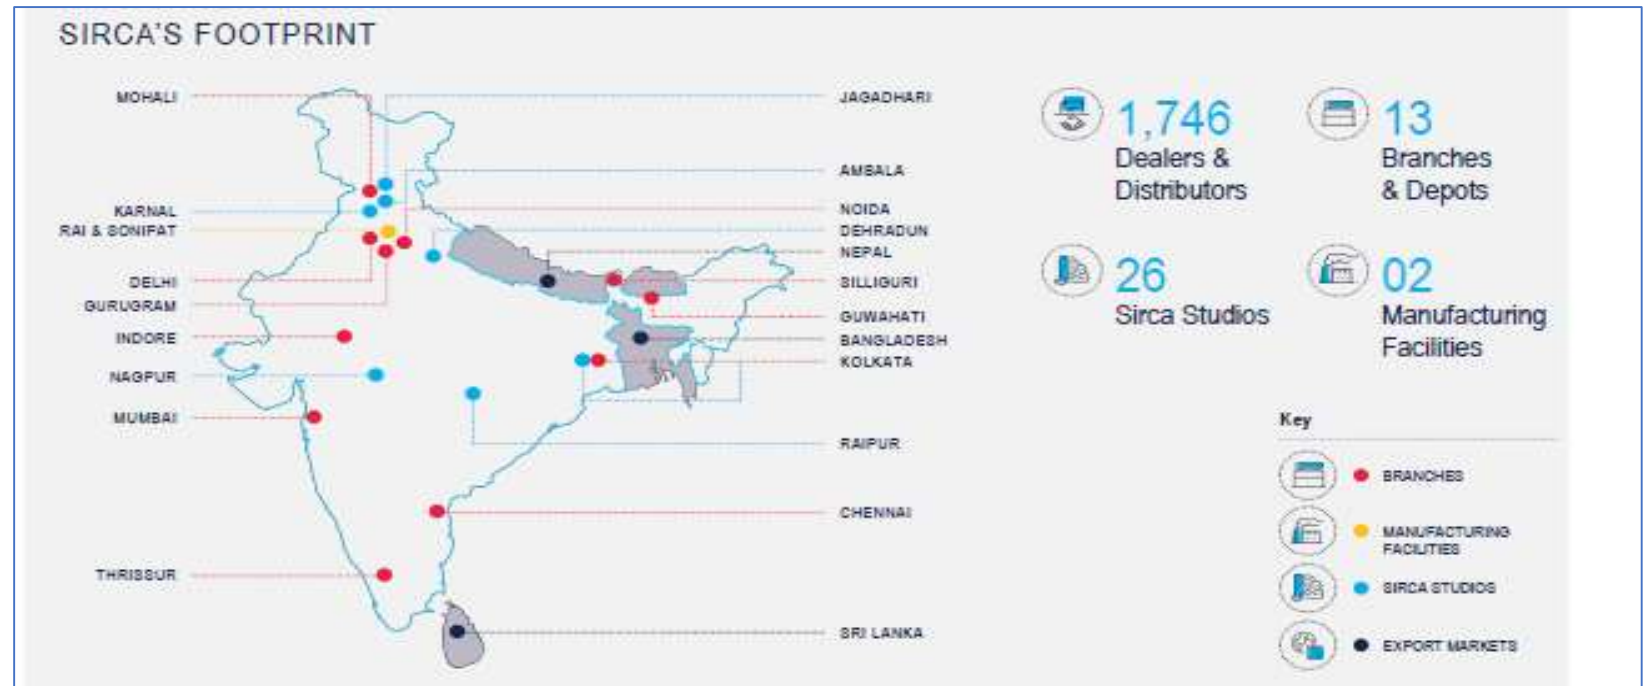 SIRCA'S FOOTPRINT
MOHALI
KARNAL
RAI & SONIPAT
DELHI
GURUGRAM
INDORE
NAGPUR
MUMBAI
THRISSUR
JAGADHARI
AMBALA
NOIDA
DEHRADUN
NEPAL
SILLIGURI
GUWAHATI
BANGLADESH
KOLKATA
RAIPUR
CHENNAI
SRI LANKA
1,746
Dealers &
Distributors
13
Branches
& Depots
26
Sirca Studios
02
Manufacturing
Facilities
Key
BRANCHES
MANUFACTURING
FACILITIES
SIRCA STUDIOS
EXPORT MARKETS